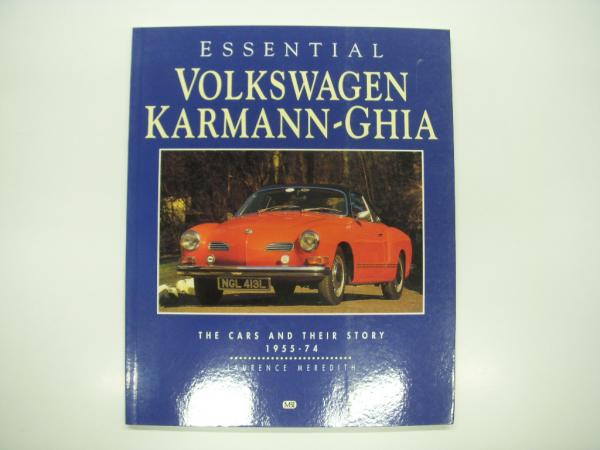 ESSENTIAL
VOLKSWAGEN
KARMANN-GHIA
NGL 413L
THE CARS AND THEIR STORY
1955-74
LAURENCE MEREDITH